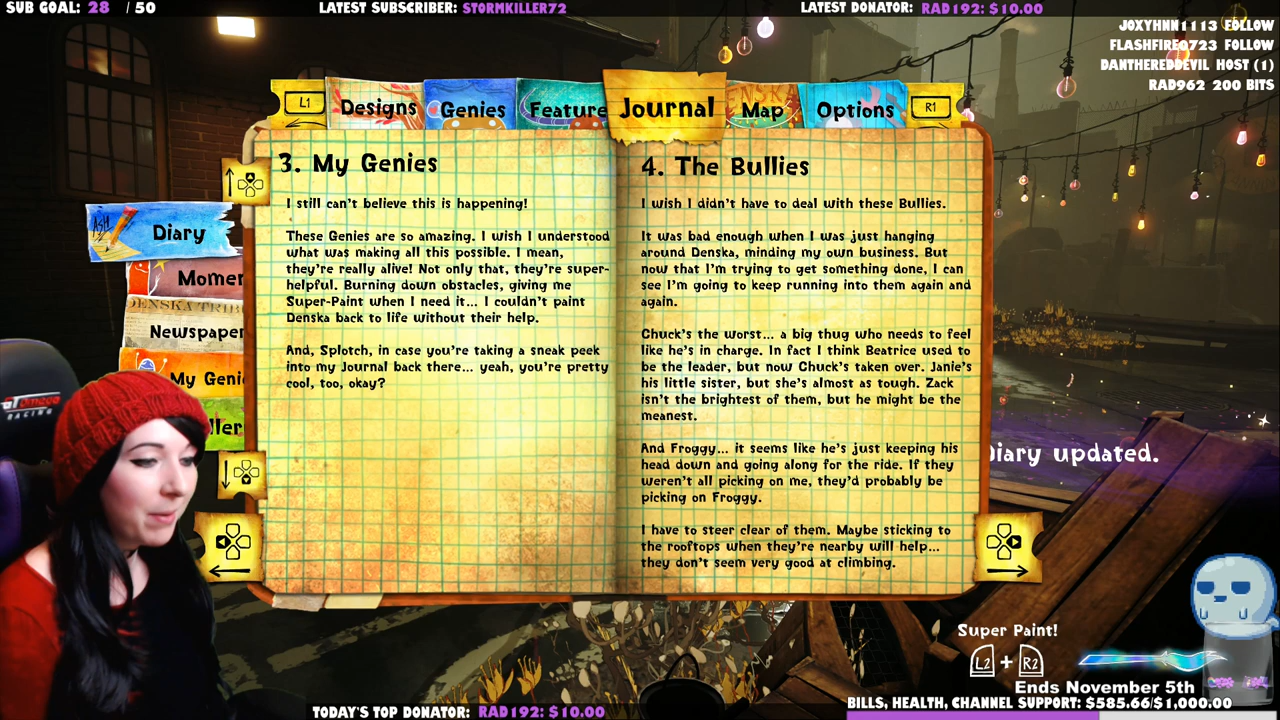 SUB GOAL: 28 / 50
LATEST SUBSCRIBER: STORMKILLER72
LATEST DONATOR: RAD192: $10.00
JOXYHNN1113 FOLLOW
FLASHFIRE0723 FOLLOW
DANTHEREDDEVIL HOST (1)
RAD962 200 BITS
L1
Designs
Genies
Feature
Journal
Map
Options
R1
Diary
Momen
DENSKA TRIB
Newspaper
My Geni
ller
3. My Genies
I still can't believe this is happening!
These Genies are so amazing. I wish I understood
what was making all this possible. I mean,
they're really alive! Not only that, they're super-
helpful. Burning down obstacles, giving me
Super-Paint when I need it... I couldn't paint
Denska back to life without their help.
And, Splotch, in case you're taking a sneak peek
into my Journal back there... yeah, you're pretty
cool, too, okay?
4. The Bullies
I wish I didn't have to deal with these Bullies.
It was bad enough when I was just hanging
around Denska, minding my own business. But
now that I'm trying to get something done, I can
see I'm going to keep running into them again and
again.
Chuck's the worst... a big thug who needs to feel
like he's in charge. In fact I think Beatrice used to
be the leader, but now Chuck's taken over. Janie's
his little sister, but she's almost as tough. Zack
isn't the brightest of them, but he might be the
meanest.
And Froggy... it seems like he's just keeping his
head down and going along for the ride. If they
weren't all picking on me, they'd probably be
picking on Froggy.
I have to steer clear of them. Maybe sticking to
the rooftops when they're nearby will help...
they don't seem very good at climbing.
Diary updated.
GT Omega
RACING
Super Paint!
L2 + R2
Ends November 5th
BILLS, HEALTH, CHANNEL SUPPORT: $585.66/$1,000.00
TODAY'S TOP DONATOR: RAD192: $10.00